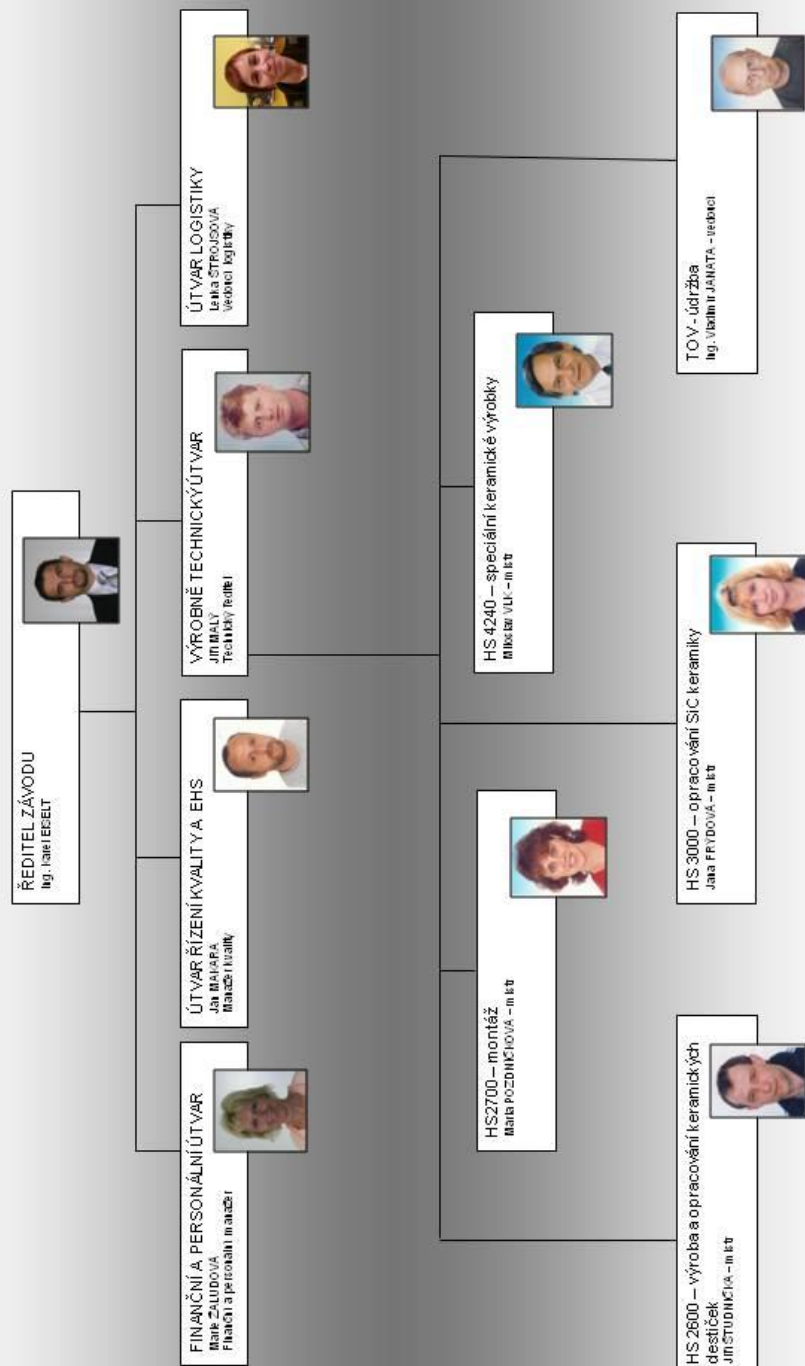 ŘEDITEL ZÁVODU
Ing. Karel EISELT
FINANČNÍ A PERSONÁLNÍ ÚTVAR
Marie ŽALUDOVÁ
Finanční a personální manažer
ÚTVAR ŘÍZENÍ KVALITY A EHS
Jan MAKARA
Manažer kvality
VÝROBNĚ TECHNICKÝ ÚTVAR
Jiří MALÝ
Technický ředitel
ÚTVAR LOGISTIKY
Lenka ŠTROJSOVÁ
Vedoucí logistiky
HS2700 – montáž
Marla POZDNÍČKOVÁ – mistr
HS 4240 – speciální keramické výrobky
Miloslav VLK – mistr
HS 2600 – výroba a opracování keramických
destiček
Jiří STUDNIČKA – mistr
HS 3000 – opracování SiC keramiky
Jana FRÝDOVÁ – mistr
TOV - údržba
Ing. Vladimír JANATA – vedoucí